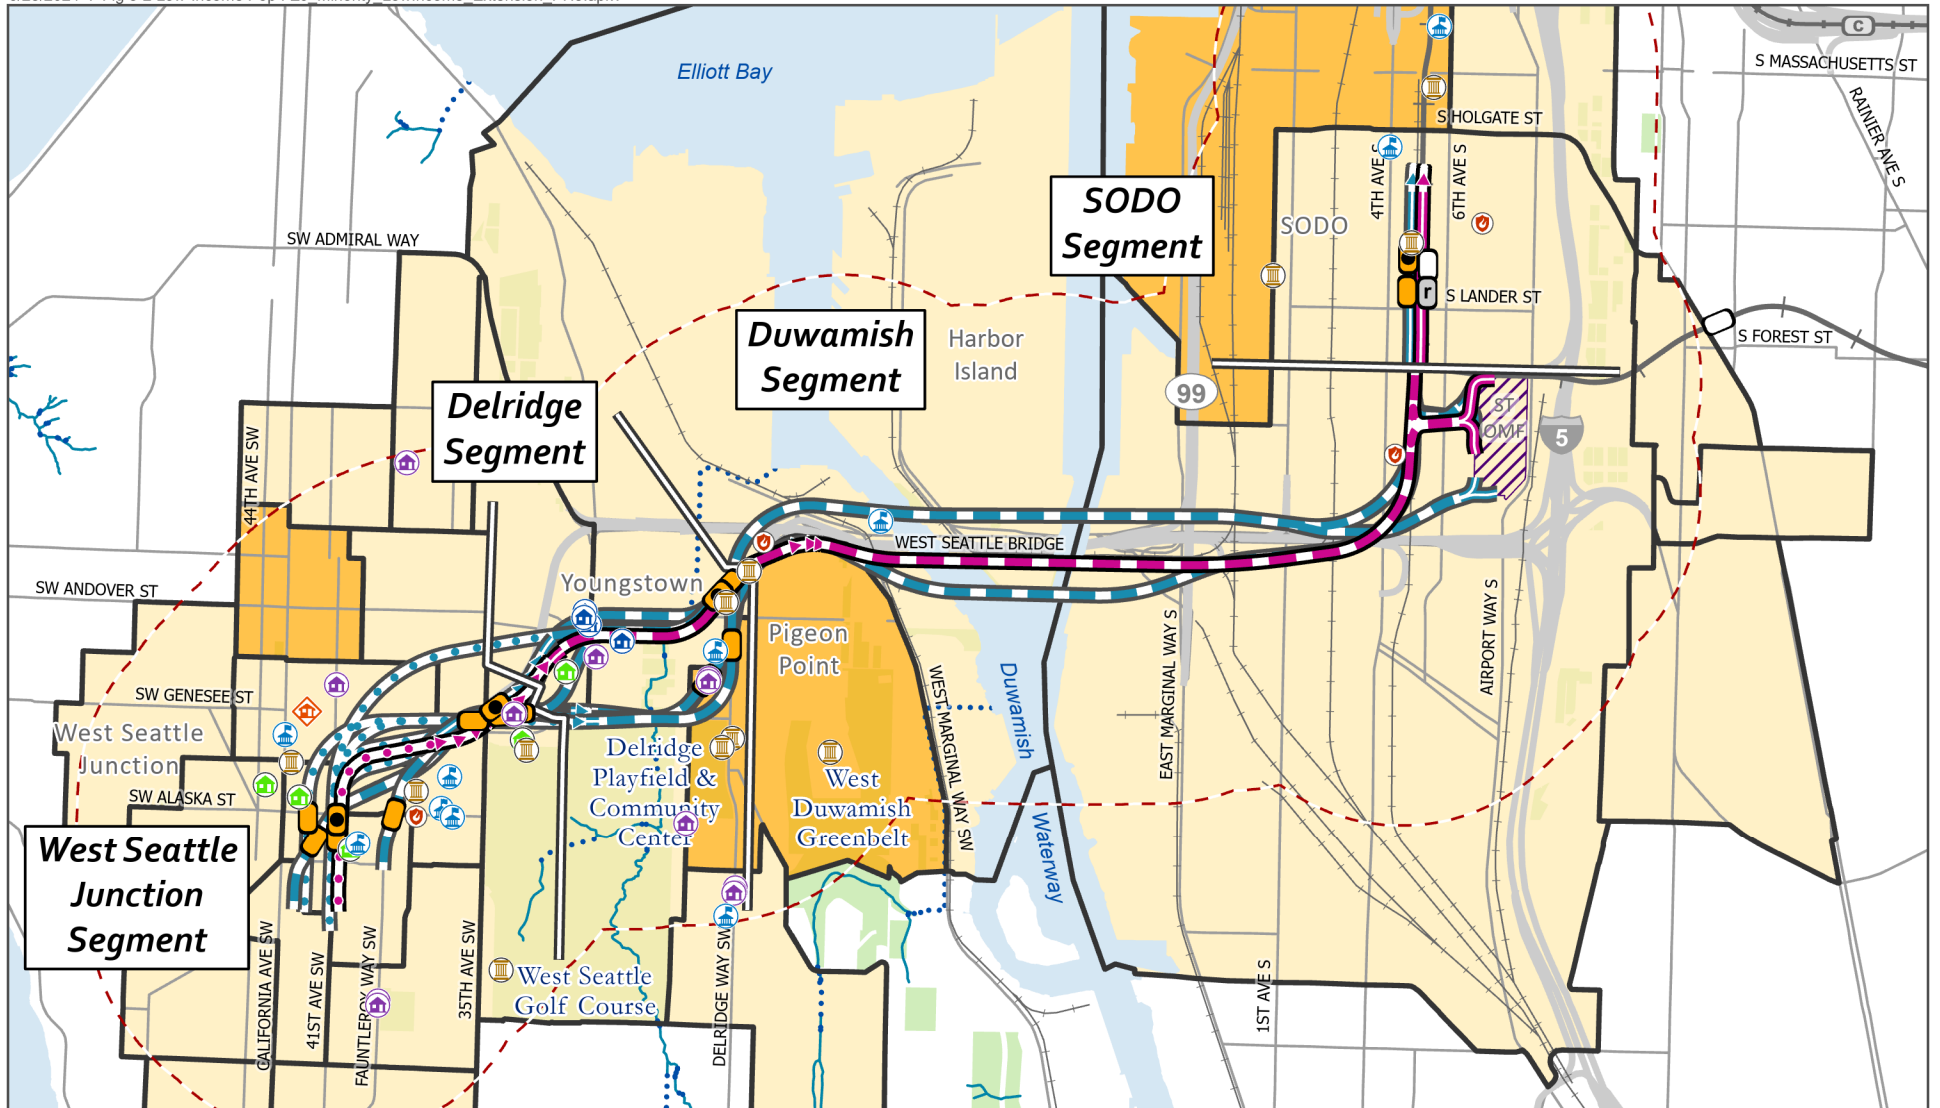 C
S MASSACHUSETTS ST
RAINIER AVE S
Elliott Bay
S HOLGATE ST
4TH AVE S
6TH AVE S
SODO
Segment
SODO
SW ADMIRAL WAY
r
S LANDER ST
S FOREST ST
Duwamish
Segment
Harbor
Island
99
Delridge
Segment
ST
OMF
5
44TH AVE SW
WEST SEATTLE BRIDGE
Youngstown
SW ANDOVER ST
Pigeon
Point
AIRPORT WAY S
EAST MARGINAL WAY S
WEST MARGINAL WAY SW
Duwamish
Waterway
SW GENESEE ST
West Seattle
Junction
Delridge
Playfield &
Community
Center
West
Duwamish
Greenbelt
SW ALASKA ST
West Seattle
Junction
Segment
CALIFORNIA AVE SW
41ST AVE SW
FAUNTLEROY WAY SW
35TH AVE SW
West Seattle
Golf Course
DELRIDGE WAY SW
1ST AVE S